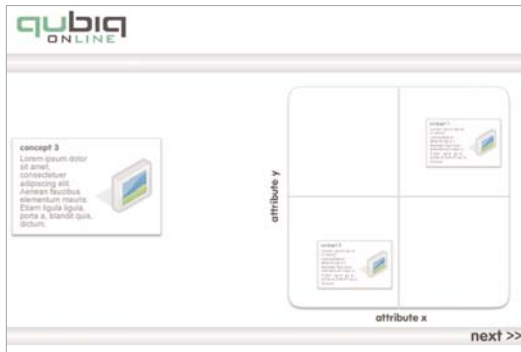 qubiq
ONLINE
concept 3
Lorem ipsum dolor
sit amet,
consectetuer
adipiscing elit.
Aenean faucibus
elementum mauris.
Etiam ligula ligula,
porta a, blandit quis,
dictum.
attribute y
attribute x
next >>